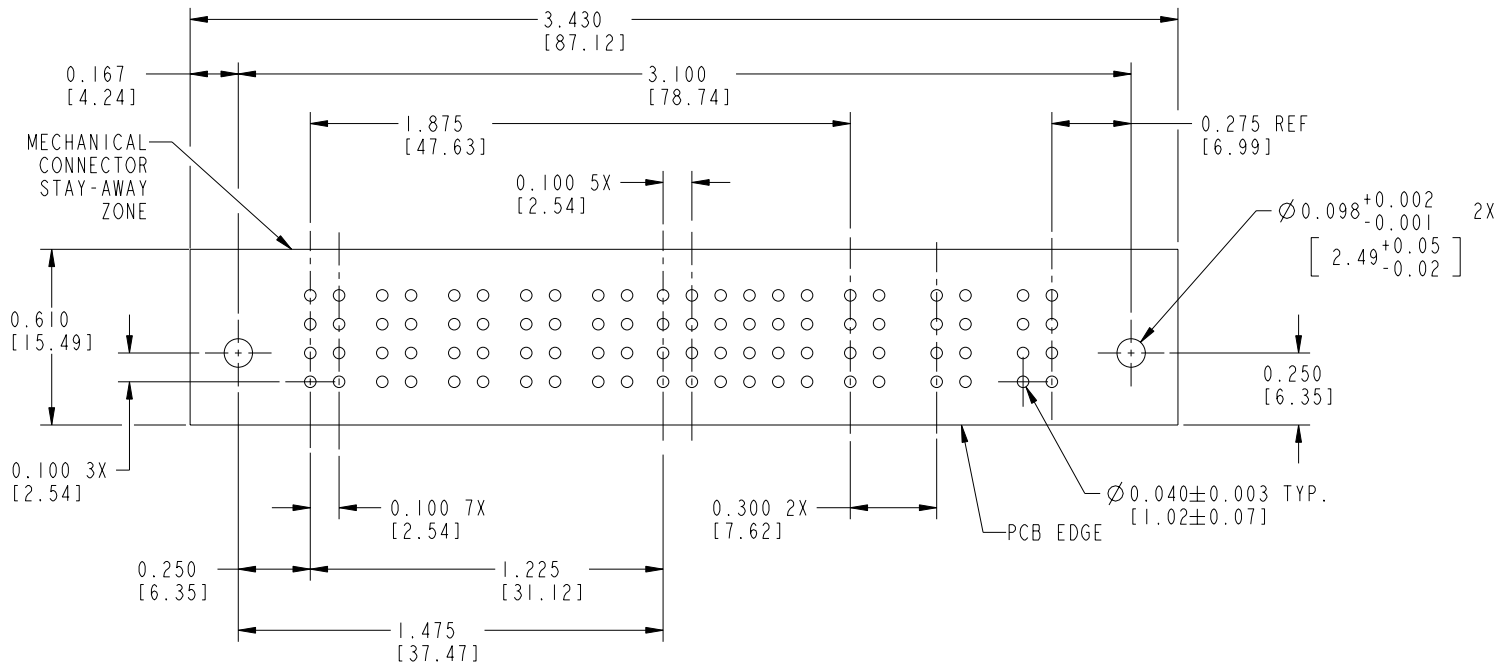 3.430
[87.12]
0.167
[4.24]
3.100
[78.74]
1.875
[47.63]
0.275 REF
[6.99]
MECHANICAL
CONNECTOR
STAY-AWAY
ZONE
0.100 5X
[2.54]
Ø0.098 +0.002 -0.001 2X
[2.49 +0.05 -0.02]
0.610
[15.49]
0.250
[6.35]
0.100 3X
[2.54]
0.100 7X
[2.54]
0.300 2X
[7.62]
Ø0.040±0.003 TYP.
[1.02±0.07]
PCB EDGE
0.250
[6.35]
1.225
[31.12]
1.475
[37.47]